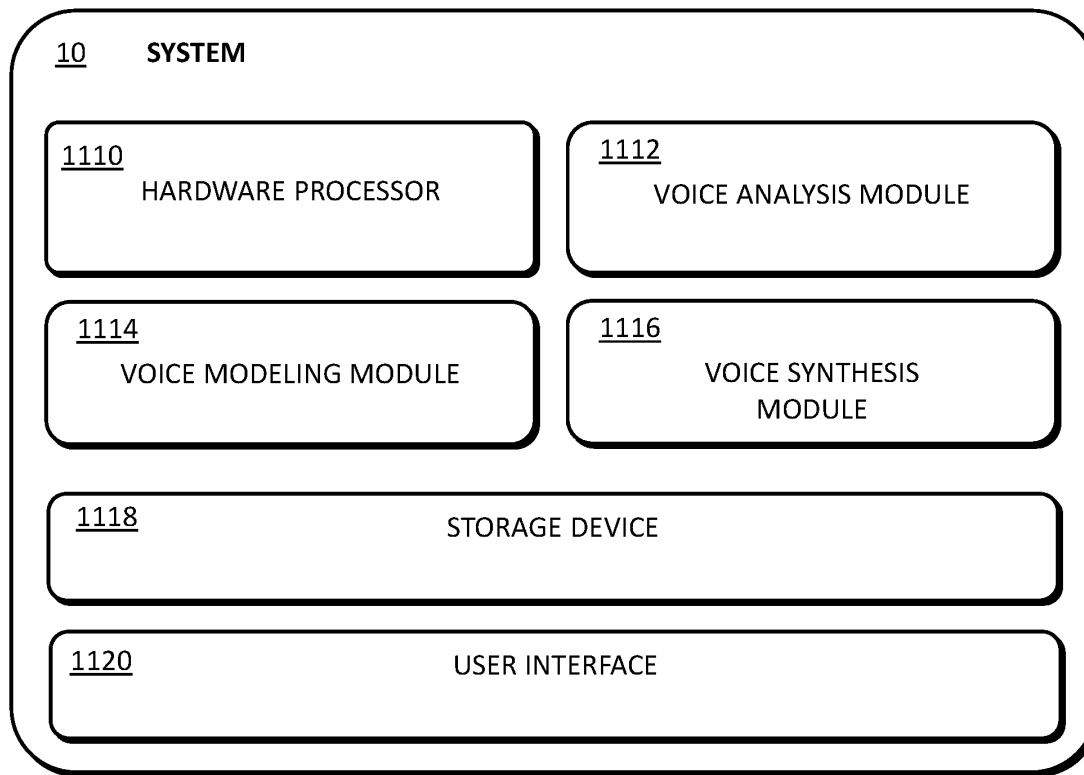 10 SYSTEM
1110
HARDWARE PROCESSOR
1112
VOICE ANALYSIS MODULE
1114
VOICE MODELING MODULE
1116
VOICE SYNTHESIS
MODULE
1118 STORAGE DEVICE
1120 USER INTERFACE